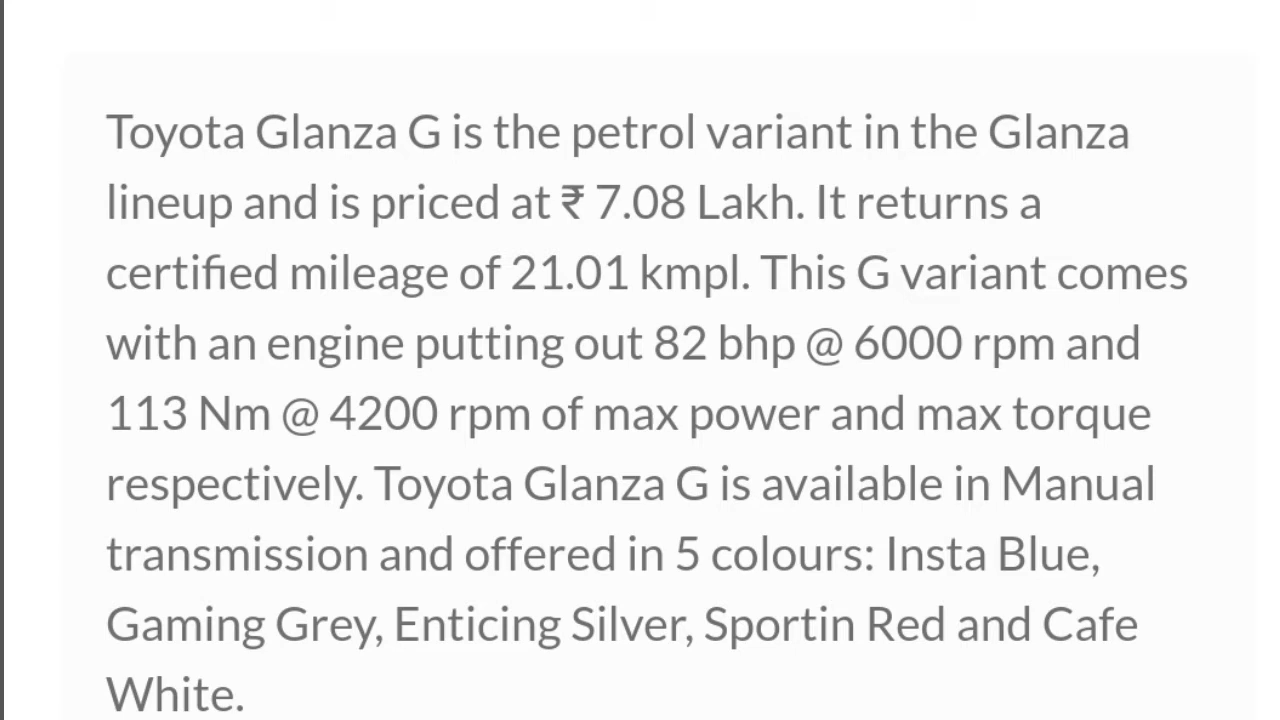 Toyota Glanza G is the petrol variant in the Glanza
lineup and is priced at ₹ 7.08 Lakh. It returns a
certified mileage of 21.01 kmpl. This G variant comes
with an engine putting out 82 bhp @ 6000 rpm and
113 Nm @ 4200 rpm of max power and max torque
respectively. Toyota Glanza G is available in Manual
transmission and offered in 5 colours: Insta Blue,
Gaming Grey, Enticing Silver, Sportin Red and Cafe
White.